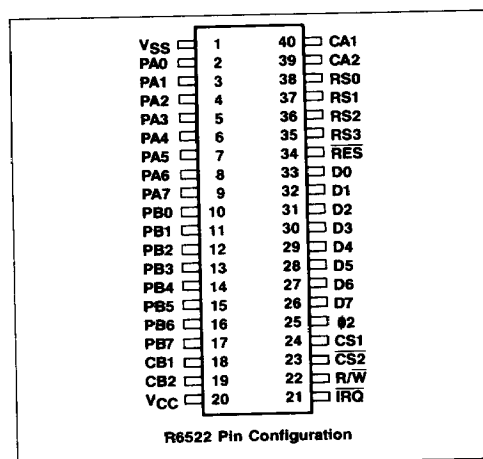 VSS 1 40 CA1
PA0 2 39 CA2
PA1 3 38 RS0
PA2 4 37 RS1
PA3 5 36 RS2
PA4 6 35 RS3
PA5 7 34 RES
PA6 8 33 D0
PA7 9 32 D1
PB0 10 31 D2
PB1 11 30 D3
PB2 12 29 D4
PB3 13 28 D5
PB4 14 27 D6
PB5 15 26 D7
PB6 16 25 ϕ2
PB7 17 24 CS1
CB1 18 23 CS2
CB2 19 22 R/W
VCC 20 21 IRQ
R6522 Pin Configuration